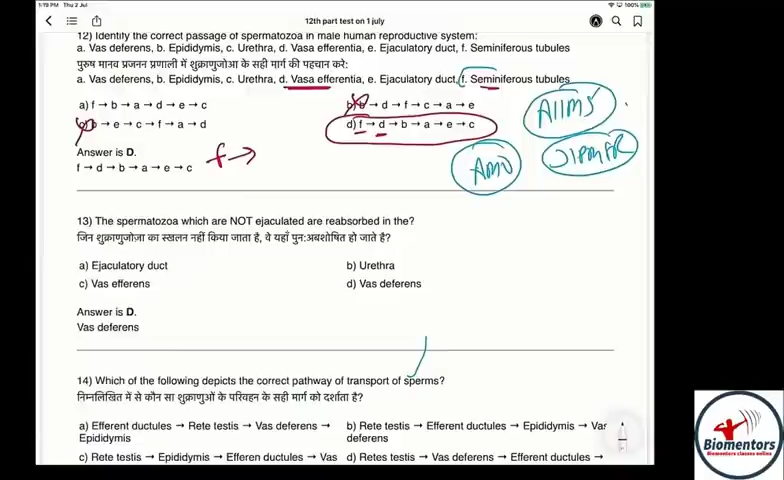 1:19 PM Thu 2 Jul
100%
12th part test on 1 july
12) Identify the correct passage of spermatozoa in male human reproductive system:
a. Vas deferens, b. Epididymis, c. Urethra, d. Vasa efferentia, e. Ejaculatory duct, f. Seminiferous tubules
पुरुष मानव प्रजनन प्रणाली में शुक्राणुजोआ के सही मार्ग की पहचान करे:
a. Vas deferens, b. Epididymis, c. Urethra, d. Vasa efferentia, e. Ejaculatory duct, f. Seminiferous tubules
a) f → b → a → d → e → c
b) b → d → f → c → a → e
c) b → e → c → f → a → d
d) f → d → b → a → e → c
AIIMS
JIPMER
AMU
Answer is D.
f → d → b → a → e → c
f →
13) The spermatozoa which are NOT ejaculated are reabsorbed in the?
जिन शुक्राणुजोज़ा का स्खलन नहीं किया जाता है, वे यहाँ पुन:अबशोषित हो जाते है?
a) Ejaculatory duct
b) Urethra
c) Vas efferens
d) Vas deferens
Answer is D.
Vas deferens
14) Which of the following depicts the correct pathway of transport of sperms?
निम्नलिखित में से कौन सा शुक्राणुओं के परिवहन के सही मार्ग को दर्शाता है?
a) Efferent ductules → Rete testis → Vas deferens →
Epididymis
b) Rete testis → Efferent ductules → Epididymis → Vas
deferens
c) Rete testis → Epididymis → Efferen ductules → Vas
d) Retes testis → Vas deferens → Efferent ductules →
Biomentors
Biomentors classes online